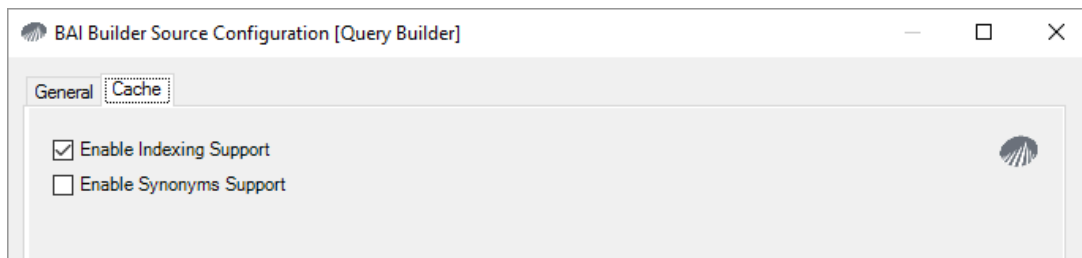 BAI Builder Source Configuration [Query Builder]
General Cache
Enable Indexing Support
Enable Synonyms Support